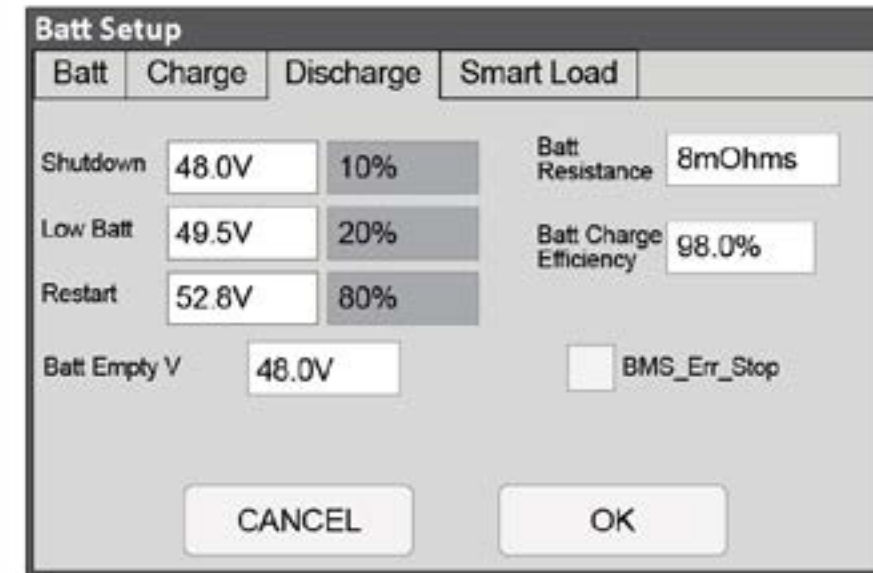 Batt Setup
Batt Charge Discharge Smart Load
Shutdown 48.0V 10%
Batt
Resistance 8mOhms
Low Batt 49.5V 20%
Batt Charge
Efficiency 98.0%
Restart 52.8V 80%
Batt Empty V 48.0V
BMS_Err_Stop
CANCEL OK